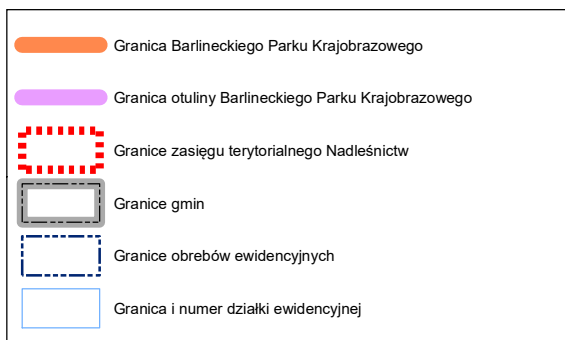 Granica Barlineckiego Parku Krajobrazowego
Granica otuliny Barlineckiego Parku Krajobrazowego
Granice zasięgu terytorialnego Nadleśnictw
Granice gmin
Granice obrębów ewidencyjnych
Granica i numer działki ewidencyjnej